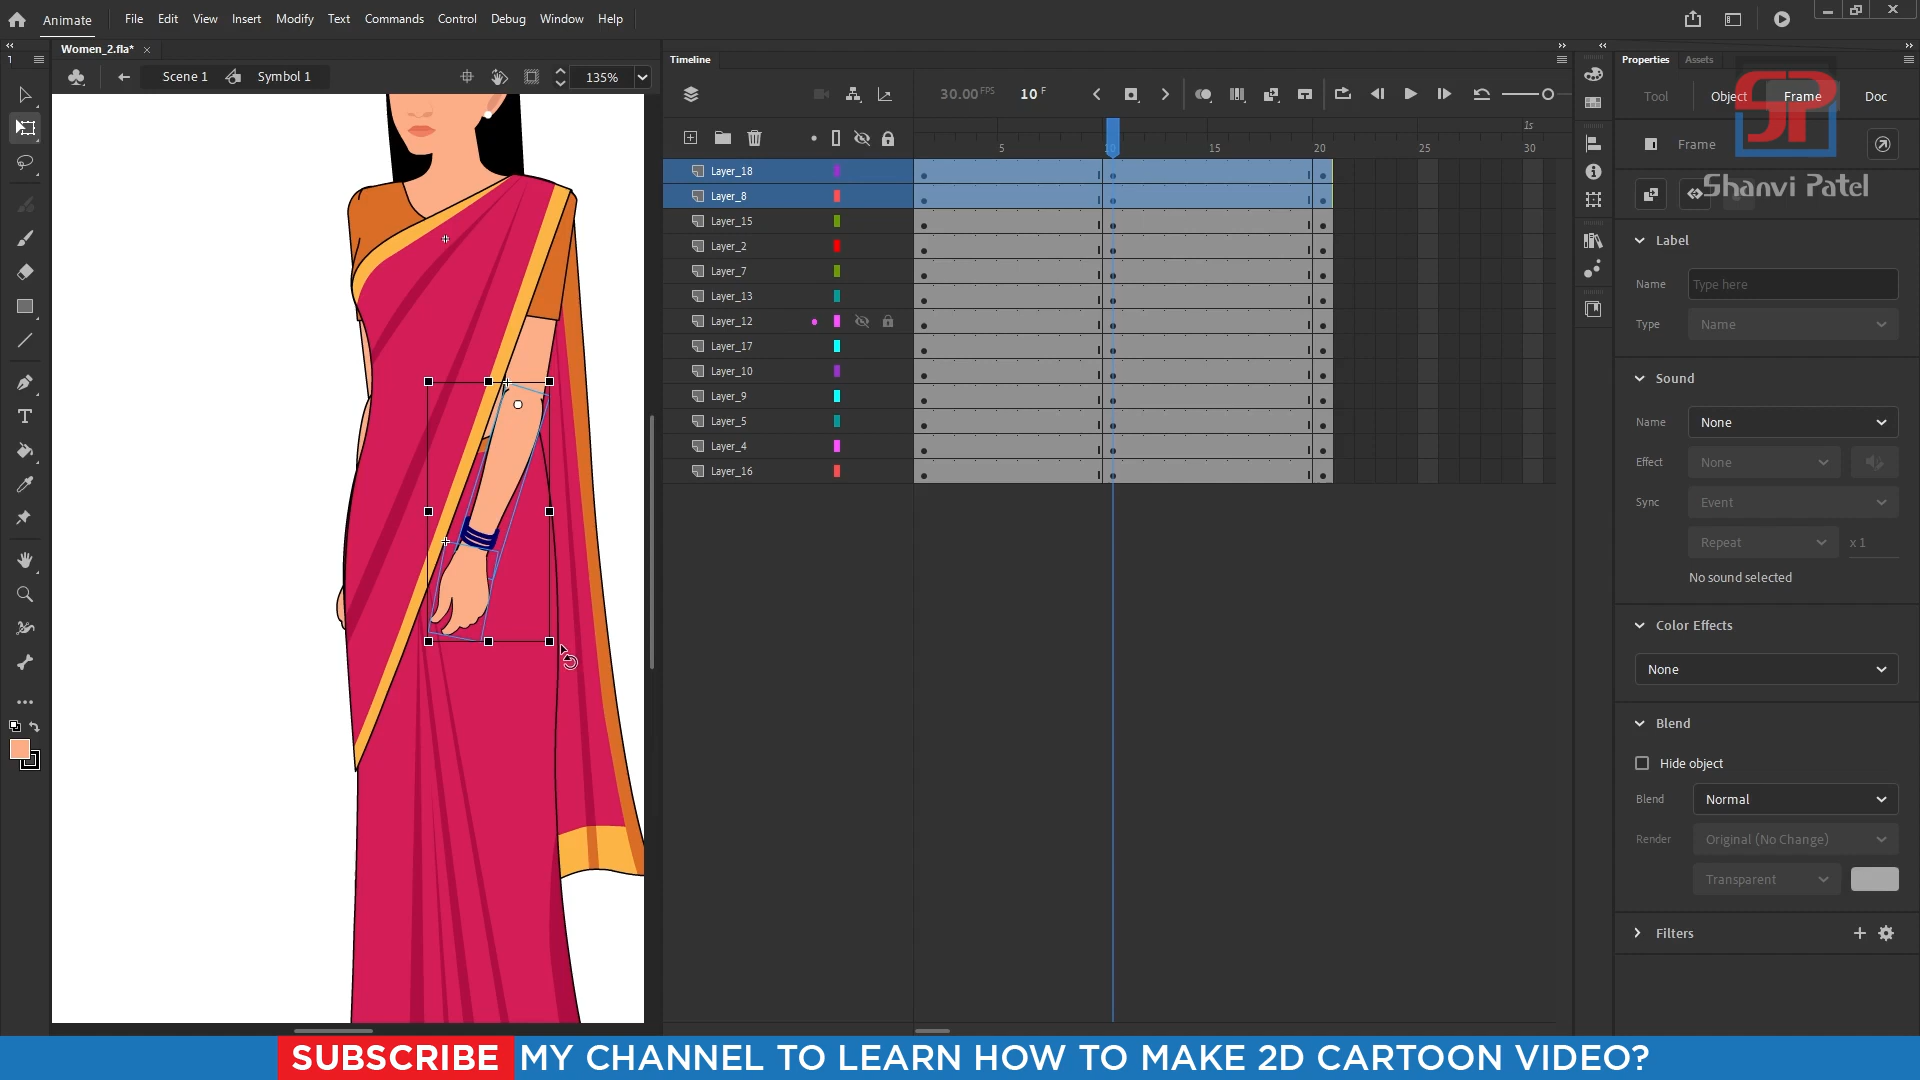 Animate
File
Edit
View
Insert
Modify
Text
Commands
Control
Debug
Window
Help
Women_2.fla*
Scene 1
Symbol 1
135%
Timeline
30.00 FPS
10 F
5
10
15
20
1s
25
30
Layer_18
Layer_8
Layer_15
Layer_2
Layer_7
Layer_13
Layer_12
Layer_17
Layer_10
Layer_9
Layer_5
Layer_4
Layer_16
Properties
Assets
Tool
Object
Frame
Doc
Frame
SP
Shanvi Patel
Label
Name
Type here
Type
Name
Sound
Name
None
Effect
None
Sync
Event
Repeat
x 1
No sound selected
Color Effects
None
Blend
Hide object
Blend
Normal
Render
Original (No Change)
Transparent
Filters
SUBSCRIBE MY CHANNEL TO LEARN HOW TO MAKE 2D CARTOON VIDEO?